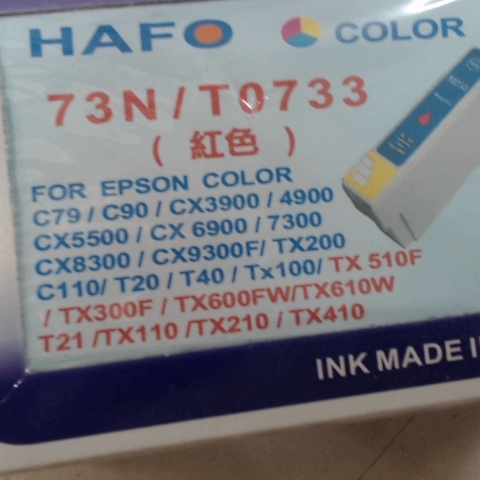 HAFO COLOR
73N/T0733
( 紅色 )
FOR EPSON COLOR
C79 / C90 / CX3900 / 4900
CX5500 / CX 6900 / 7300
CX8300 / CX9300F/ TX200
C110/ T20 / T40 / Tx100/ TX 510F
/ TX300F / TX600FW/TX610W
T21 /TX110 /TX210 / TX410
INK MADE